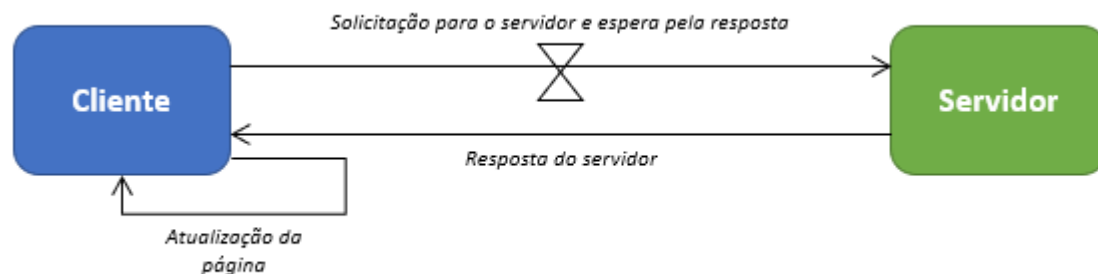 Solicitação para o servidor e espera pela resposta
Cliente
Servidor
Resposta do servidor
Atualização da
página